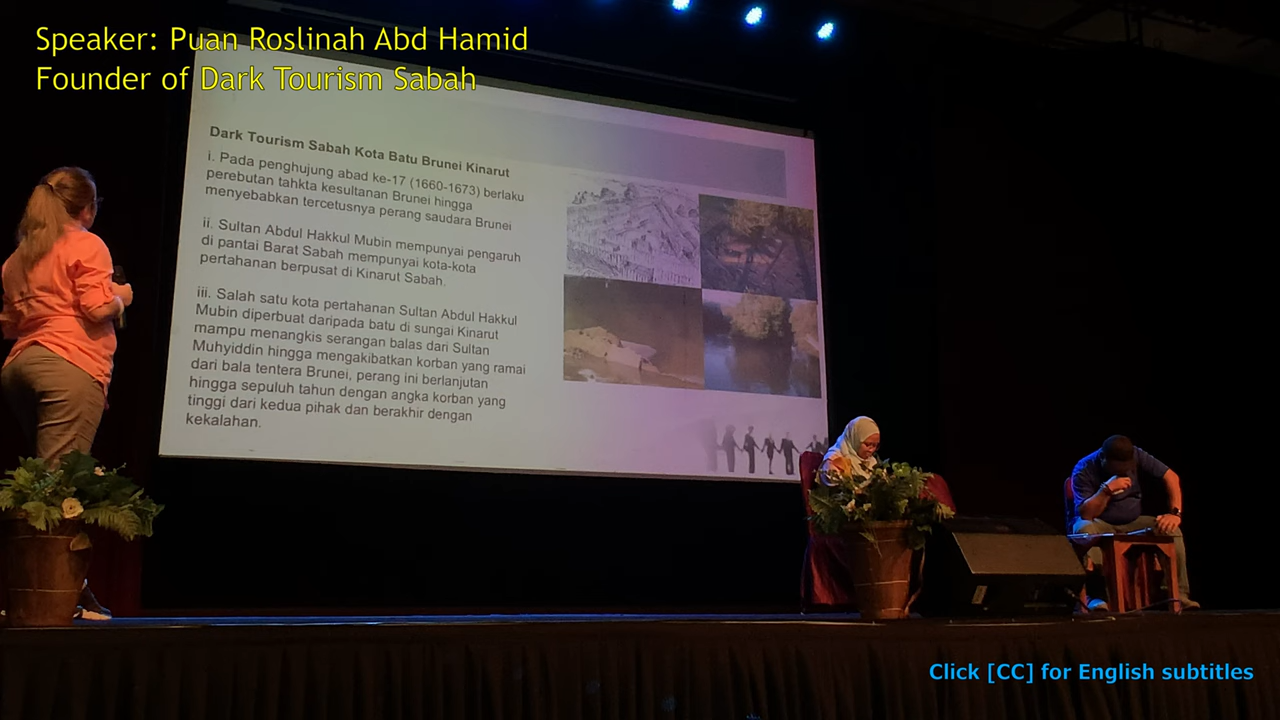 Speaker: Puan Roslinah Abd Hamid
Founder of Dark Tourism Sabah
Dark Tourism Sabah Kota Batu Brunei Kinarut
i. Pada penghujung abad ke-17 (1660-1673) berlaku
perebutan tahkta kesultanan Brunei hingga
menyebabkan tercetusnya perang saudara Brunei
ii. Sultan Abdul Hakkul Mubin mempunyai pengaruh
di pantai Barat Sabah mempunyai kota-kota
pertahanan berpusat di Kinarut Sabah.
iii. Salah satu kota pertahanan Sultan Abdul Hakkul
Mubin diperbuat daripada batu di sungai Kinarut
mampu menangkis serangan balas dari Sultan
Muhyiddin hingga mengakibatkan korban yang ramai
dari bala tentera Brunei, perang ini berlanjutan
hingga sepuluh tahun dengan angka korban yang
tinggi dari kedua pihak dan berakhir dengan
kekalahan.
Click [CC] for English subtitles